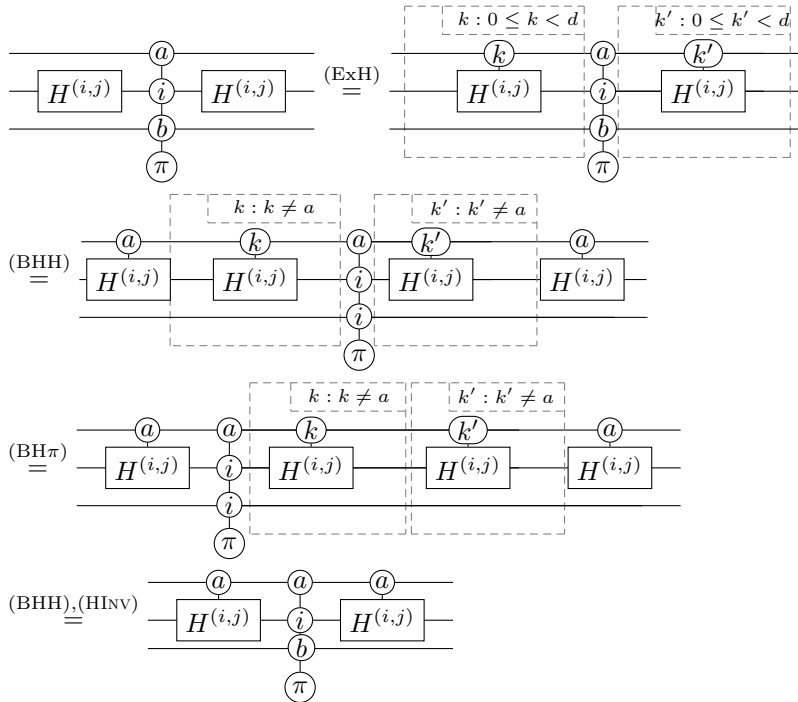 k : 0 ≤ k < d k′ : 0 ≤ k′ < d
a k a k′
H^(i,j) i H^(i,j) (ExH) = H^(i,j) i H^(i,j)
b b
π π
k : k ≠ a k′ : k′ ≠ a
a k a k′ a
(BHH) = H^(i,j) H^(i,j) i H^(i,j) H^(i,j)
i
π
k : k ≠ a k′ : k′ ≠ a
a a k k′ a
(BHπ) = H^(i,j) i H^(i,j) H^(i,j) H^(i,j)
i
π
a a a
(BHH),(HINV) = H^(i,j) i H^(i,j)
b
π